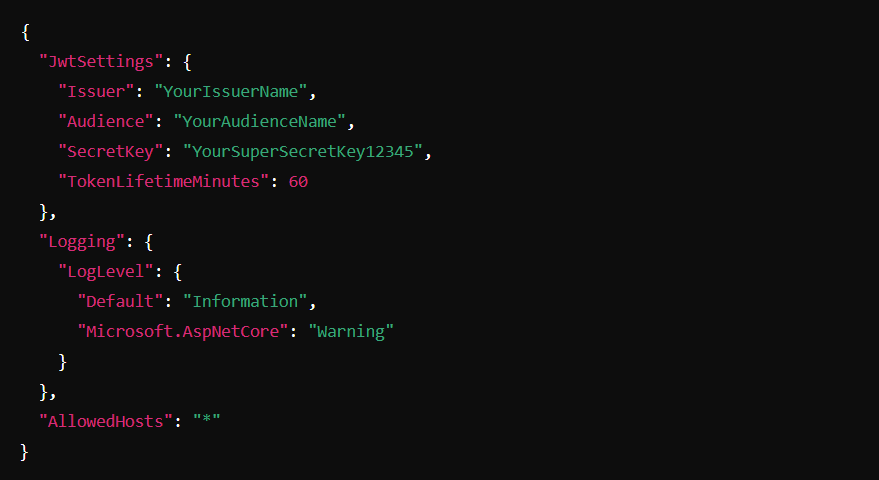 {
  "JwtSettings": {
    "Issuer": "YourIssuerName",
    "Audience": "YourAudienceName",
    "SecretKey": "YourSuperSecretKey12345",
    "TokenLifetimeMinutes": 60
  },
  "Logging": {
    "LogLevel": {
      "Default": "Information",
      "Microsoft.AspNetCore": "Warning"
    }
  },
  "AllowedHosts": "*"
}